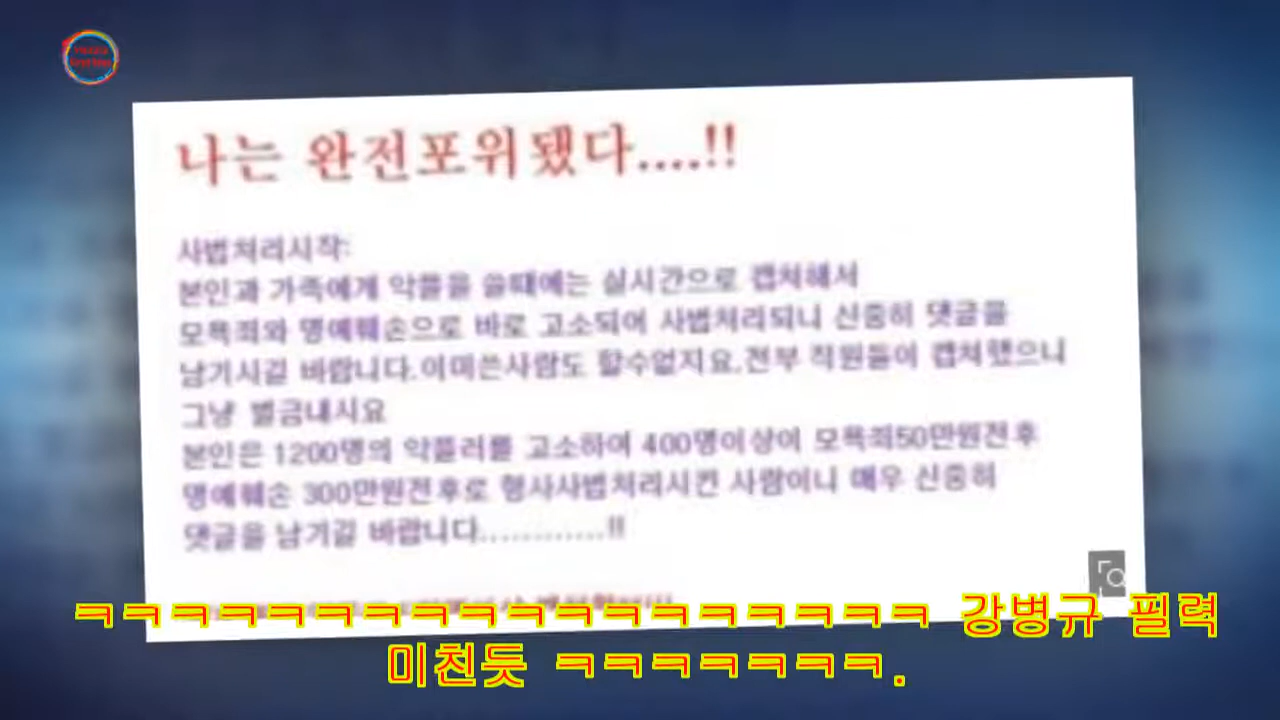 나는 완전포위됐다....!!
사법처리시작:
본인과 가족에게 악플을 쓸때에는 실시간으로 캡처해서
모욕죄와 명예훼손으로 바로 고소되어 사법처리되니 신중히 댓글을
남기시길 바랍니다.이미쓴사람도 할수없지요.전부 직원들이 캡쳐했으니
그냥 벌금내시요
본인은 1200명의 악플러를 고소하여 400명이상이 모욕죄50만원전후
명예훼손 300만원전후로 형사사법처리시킨 사람이니 매우 신중히
댓글을 남기길 바랍니다............!!
ㅋㅋㅋㅋㅋㅋㅋㅋㅋㅋㅋㅋㅋㅋㅋㅋㅋㅋ 강병규 필력
미친듯 ㅋㅋㅋㅋㅋㅋㅋ.